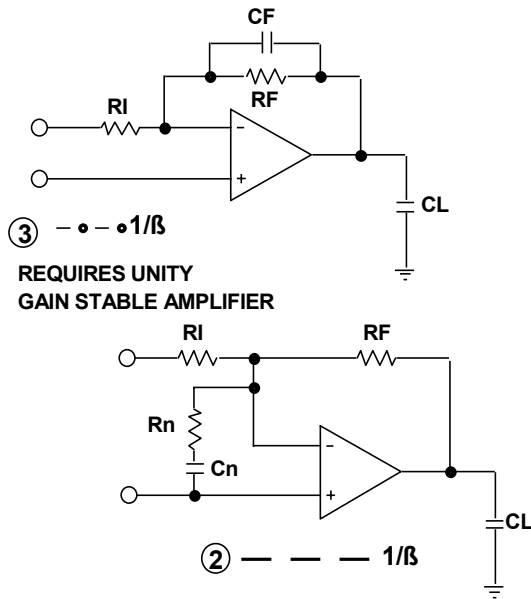 CF
RF
RI
−
+
CL
③ – o – o 1/ß
REQUIRES UNITY
GAIN STABLE AMPLIFIER
RI
RF
Rn
Cn
−
+
CL
② — — — 1/ß